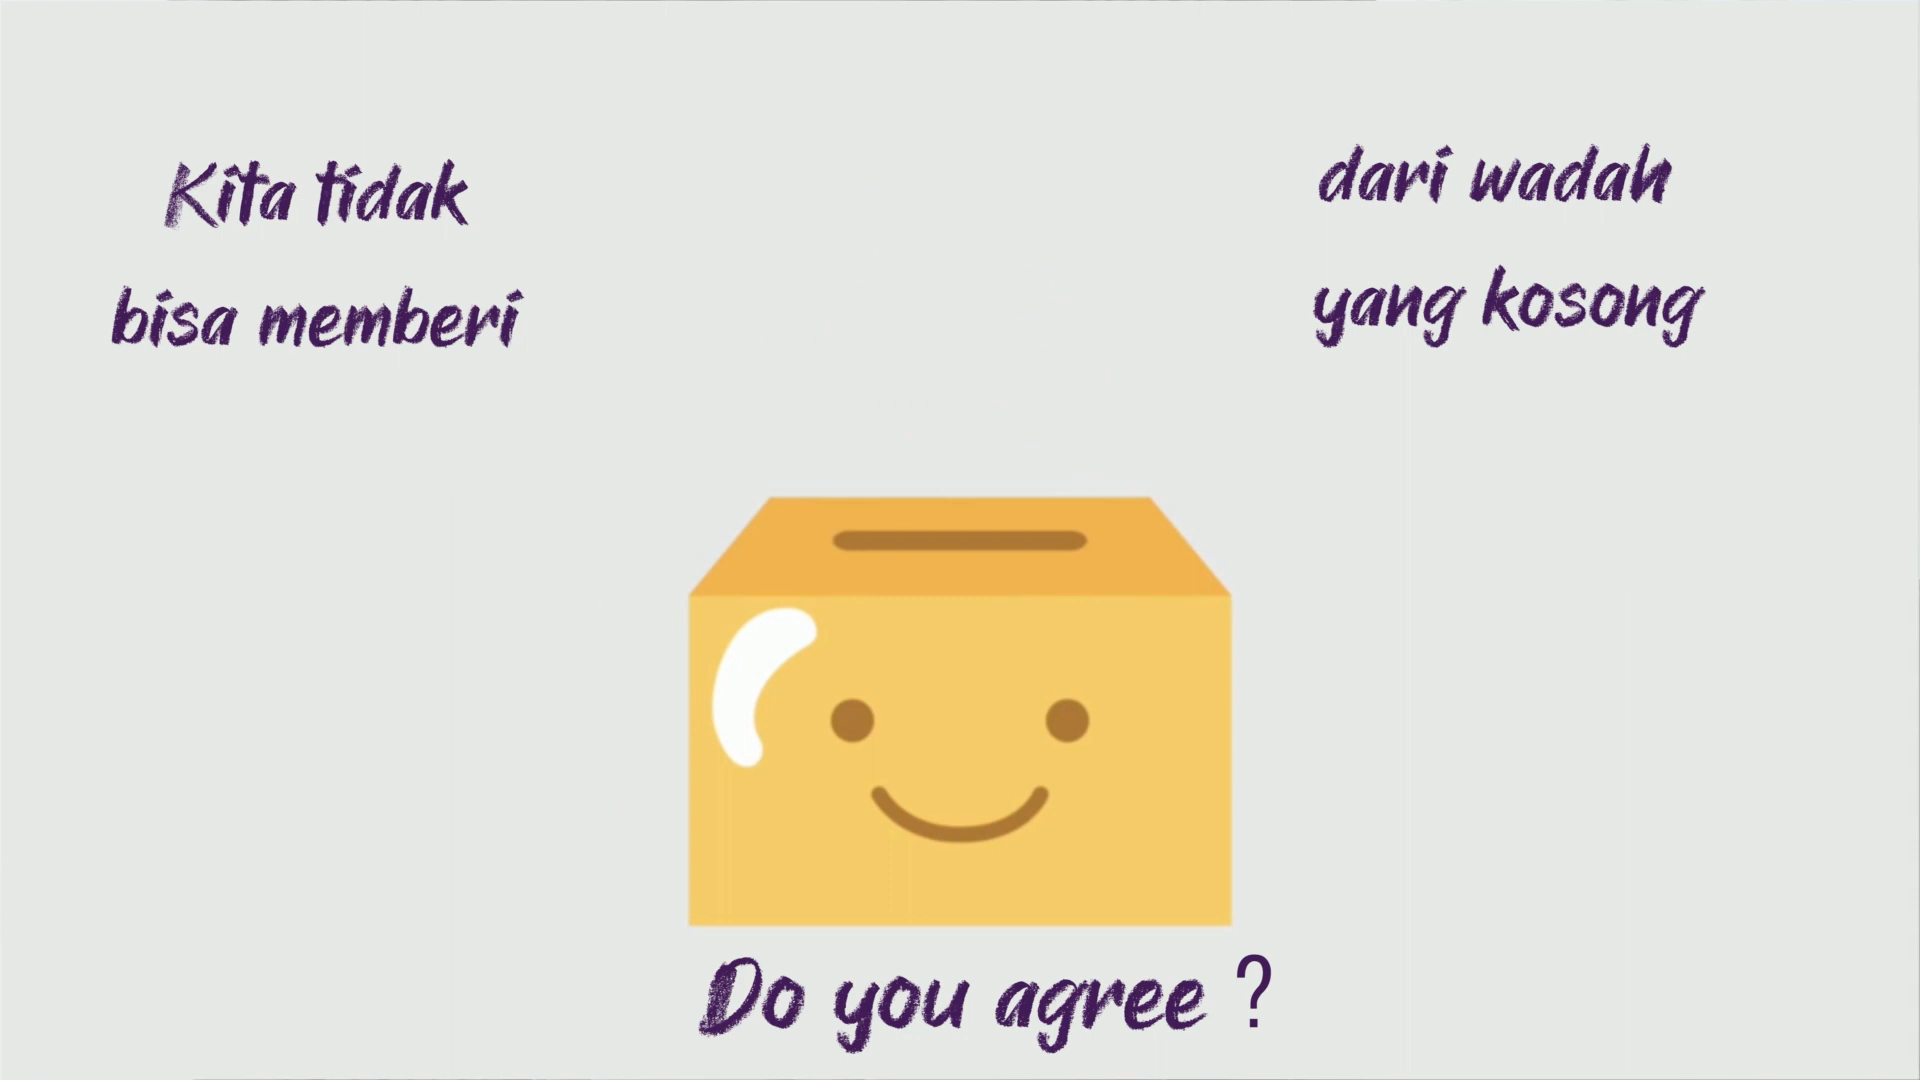 Kita tidak
bisa memberi
dari wadah
yang kosong
Do you agree ?